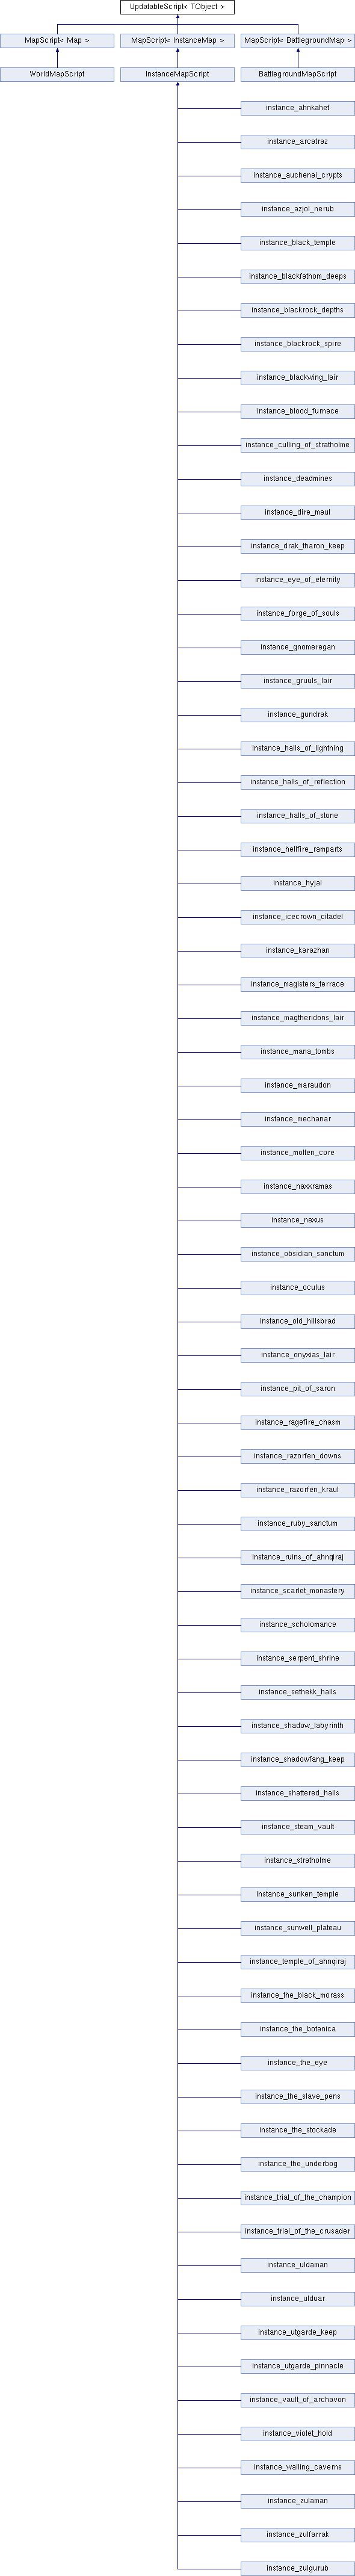 UpdatableScript< TObject >
MapScript< Map >
MapScript< InstanceMap >
MapScript< BattlegroundMap >
WorldMapScript
InstanceMapScript
BattlegroundMapScript
instance_ahnkahet
instance_arcatraz
instance_auchenai_crypts
instance_azjol_nerub
instance_black_temple
instance_blackfathom_deeps
instance_blackrock_depths
instance_blackrock_spire
instance_blackwing_lair
instance_blood_furnace
instance_culling_of_stratholme
instance_deadmines
instance_dire_maul
instance_drak_tharon_keep
instance_eye_of_eternity
instance_forge_of_souls
instance_gnomeregan
instance_gruuls_lair
instance_gundrak
instance_halls_of_lightning
instance_halls_of_reflection
instance_halls_of_stone
instance_hellfire_ramparts
instance_hyjal
instance_icecrown_citadel
instance_karazhan
instance_magisters_terrace
instance_magtheridons_lair
instance_mana_tombs
instance_maraudon
instance_mechanar
instance_molten_core
instance_naxxramas
instance_nexus
instance_obsidian_sanctum
instance_oculus
instance_old_hillsbrad
instance_onyxias_lair
instance_pit_of_saron
instance_ragefire_chasm
instance_razorfen_downs
instance_razorfen_kraul
instance_ruby_sanctum
instance_ruins_of_ahnqiraj
instance_scarlet_monastery
instance_scholomance
instance_serpent_shrine
instance_sethekk_halls
instance_shadow_labyrinth
instance_shadowfang_keep
instance_shattered_halls
instance_steam_vault
instance_stratholme
instance_sunken_temple
instance_sunwell_plateau
instance_temple_of_ahnqiraj
instance_the_black_morass
instance_the_botanica
instance_the_eye
instance_the_slave_pens
instance_the_stockade
instance_the_underbog
instance_trial_of_the_champion
instance_trial_of_the_crusader
instance_uldaman
instance_ulduar
instance_utgarde_keep
instance_utgarde_pinnacle
instance_vault_of_archavon
instance_violet_hold
instance_wailing_caverns
instance_zulaman
instance_zulfarrak
instance_zulgurub